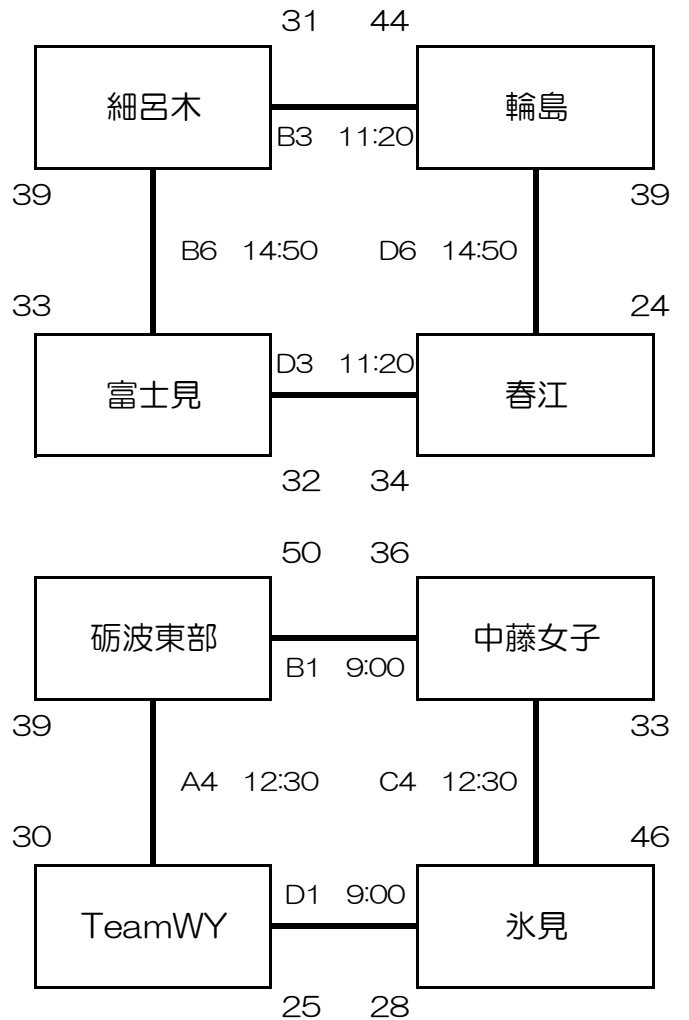 31 44
細呂木 輪島
B3 11:20
39 39
B6 14:50 D6 14:50
33 24
D3 11:20
富士見 春江
32 34
50 36
砺波東部 中藤女子
B1 9:00
39 33
A4 12:30 C4 12:30
30 46
D1 9:00
TeamWY 氷見
25 28